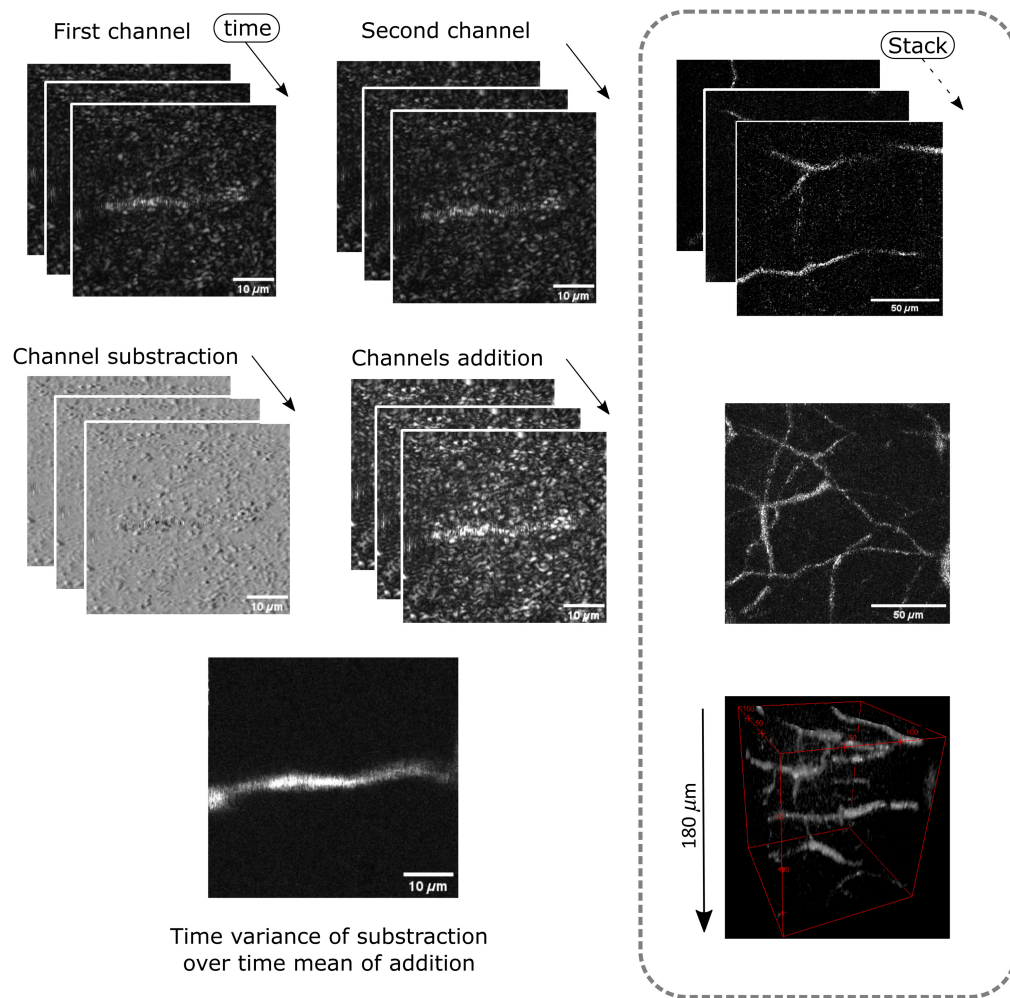 First channel
time
Second channel
Stack
10 µm
10 µm
50 µm
Channel substraction
Channels addition
10 µm
10 µm
50 µm
10 µm
180 µm
Time variance of substraction
over time mean of addition